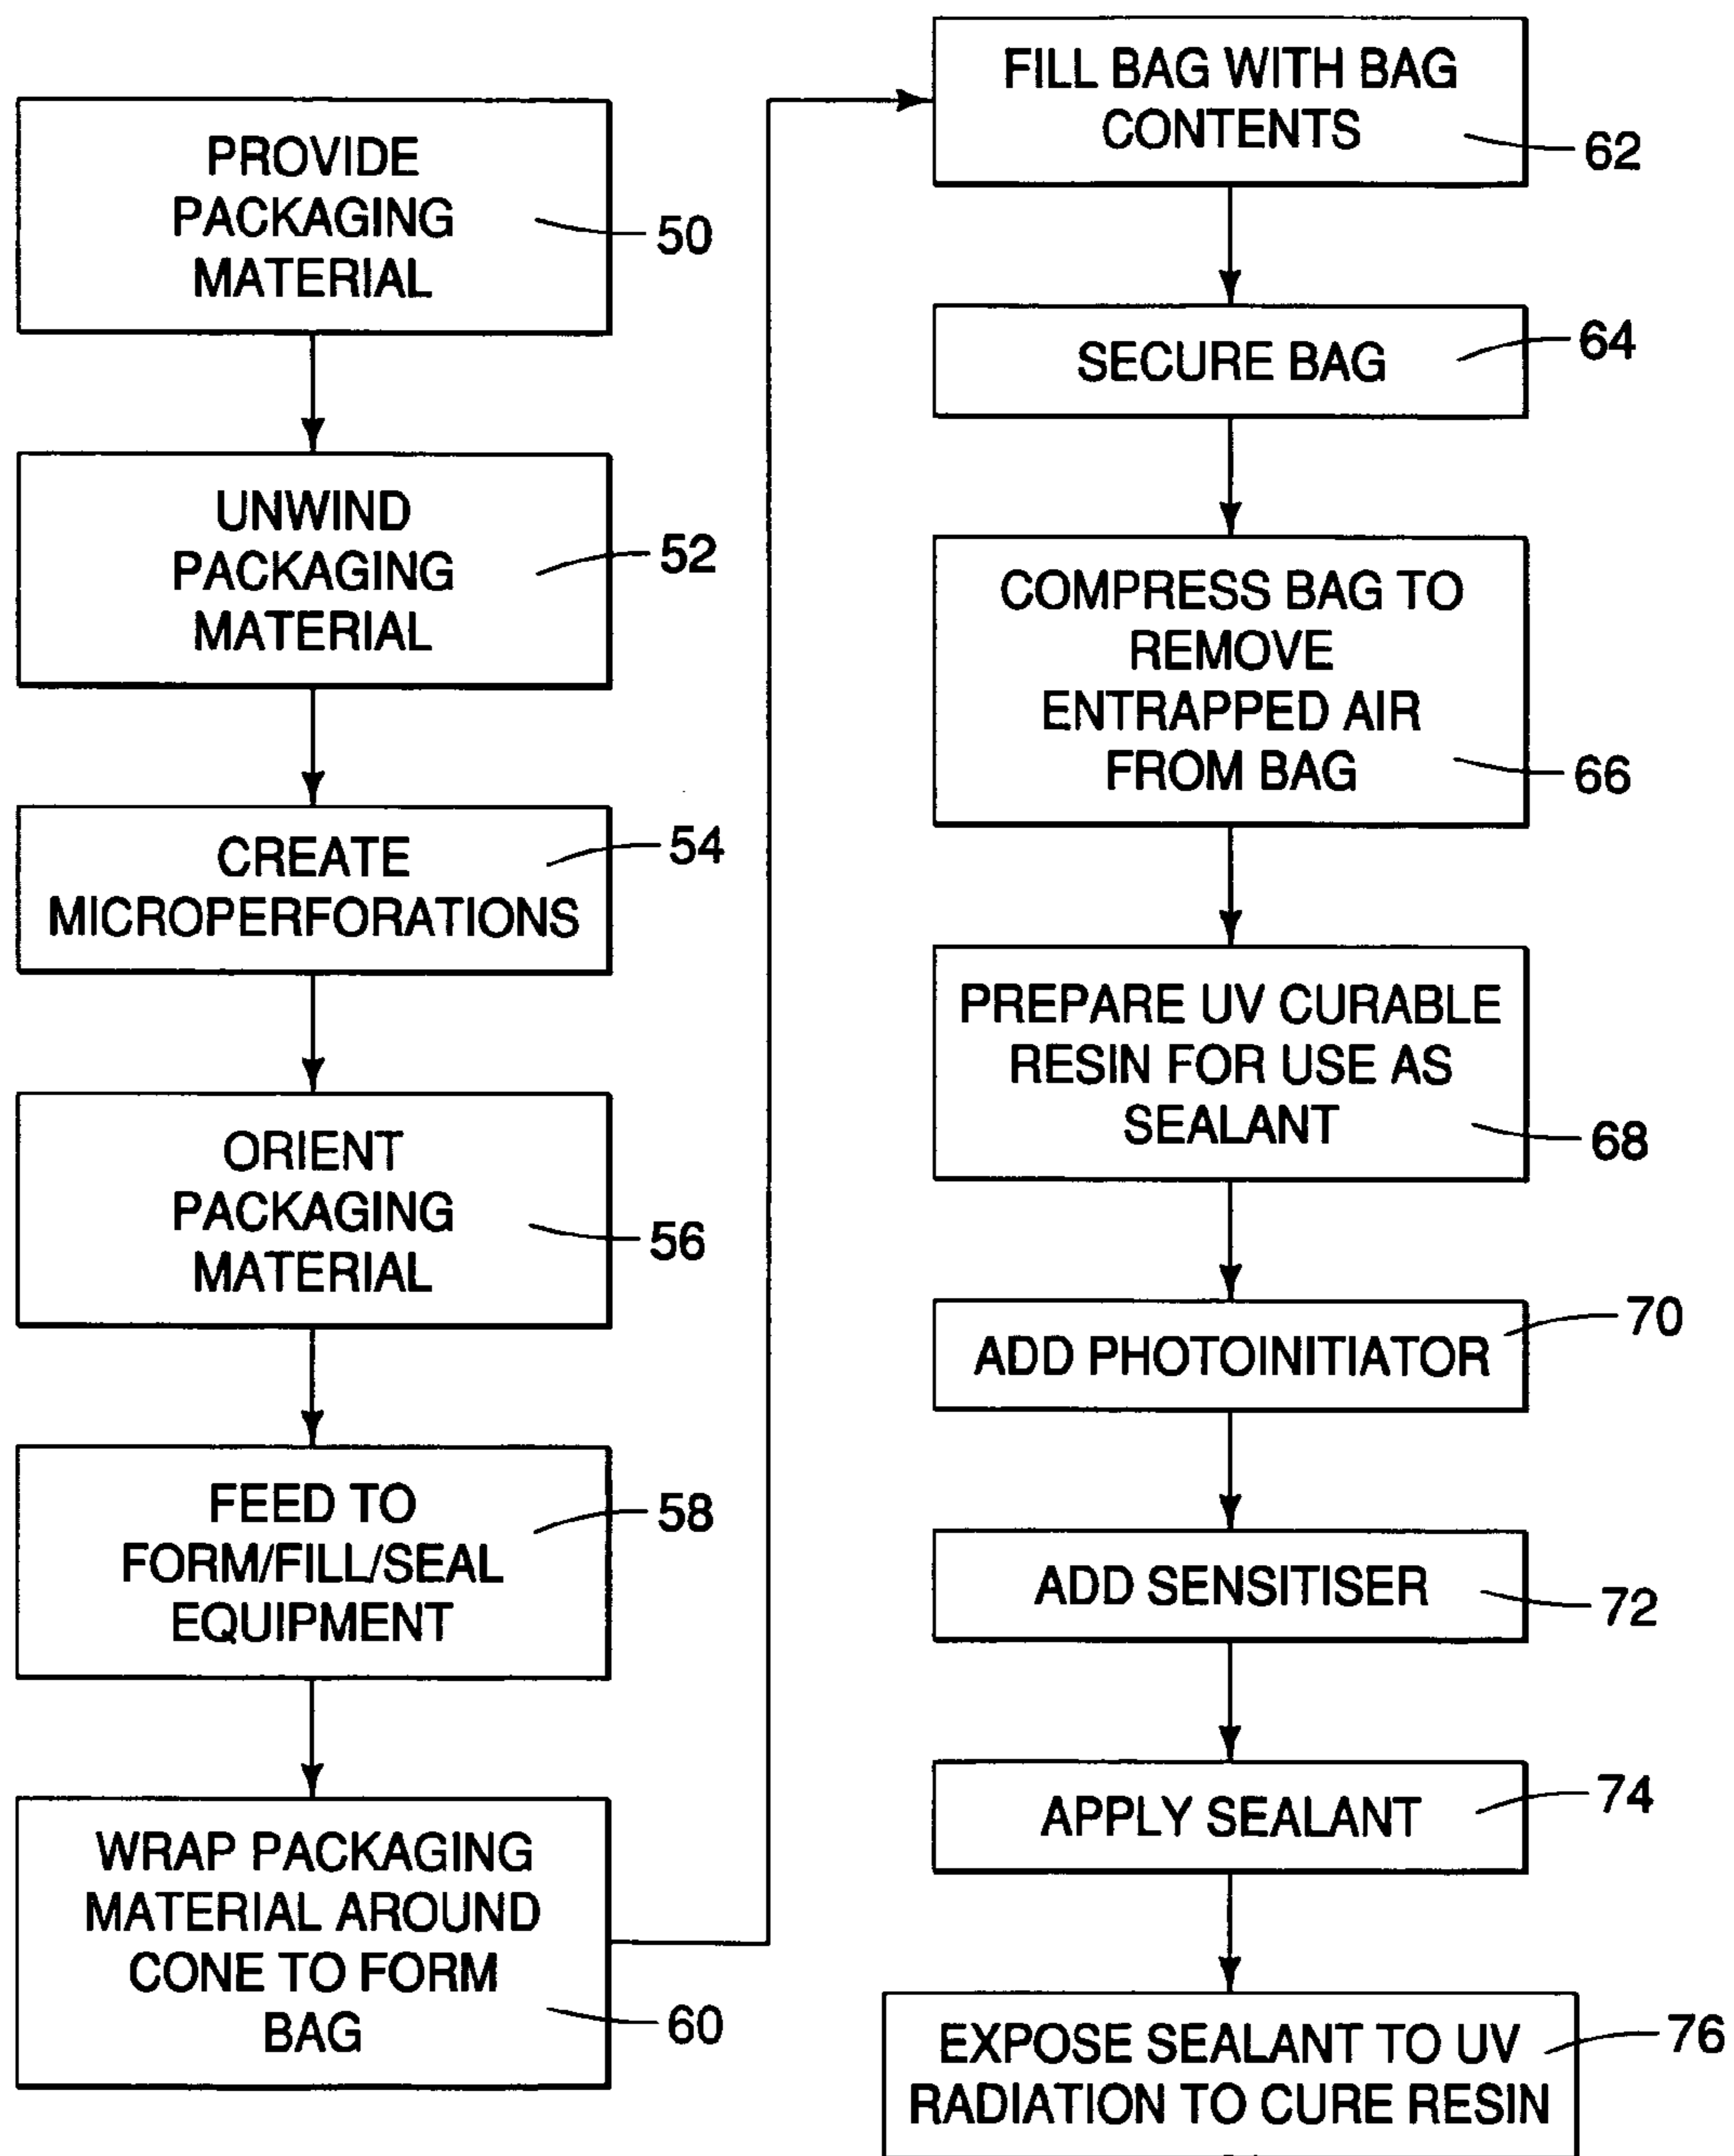 PROVIDE
PACKAGING
MATERIAL
50
UNWIND
PACKAGING
MATERIAL
52
CREATE
MICROPERFORATIONS
54
ORIENT
PACKAGING
MATERIAL
56
FEED TO
FORM/FILL/SEAL
EQUIPMENT
58
WRAP PACKAGING
MATERIAL AROUND
CONE TO FORM
BAG
60
FILL BAG WITH BAG
CONTENTS
62
SECURE BAG
64
COMPRESS BAG TO
REMOVE
ENTRAPPED AIR
FROM BAG
66
PREPARE UV CURABLE
RESIN FOR USE AS
SEALANT
68
ADD PHOTOINITIATOR
70
ADD SENSITISER
72
APPLY SEALANT
74
EXPOSE SEALANT TO UV
RADIATION TO CURE RESIN
76